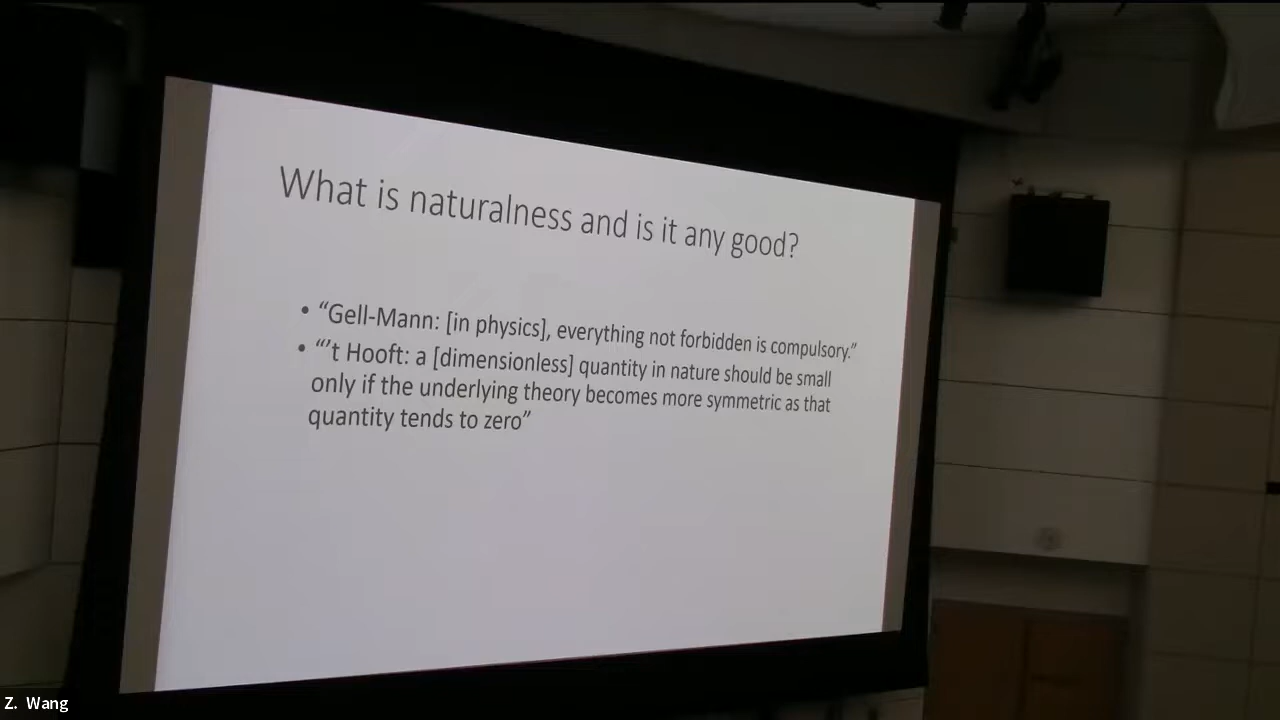 What is naturalness and is it any good?
• “Gell-Mann: [in physics], everything not forbidden is compulsory.”
• “’t Hooft: a [dimensionless] quantity in nature should be small
only if the underlying theory becomes more symmetric as that
quantity tends to zero”
Z. Wang